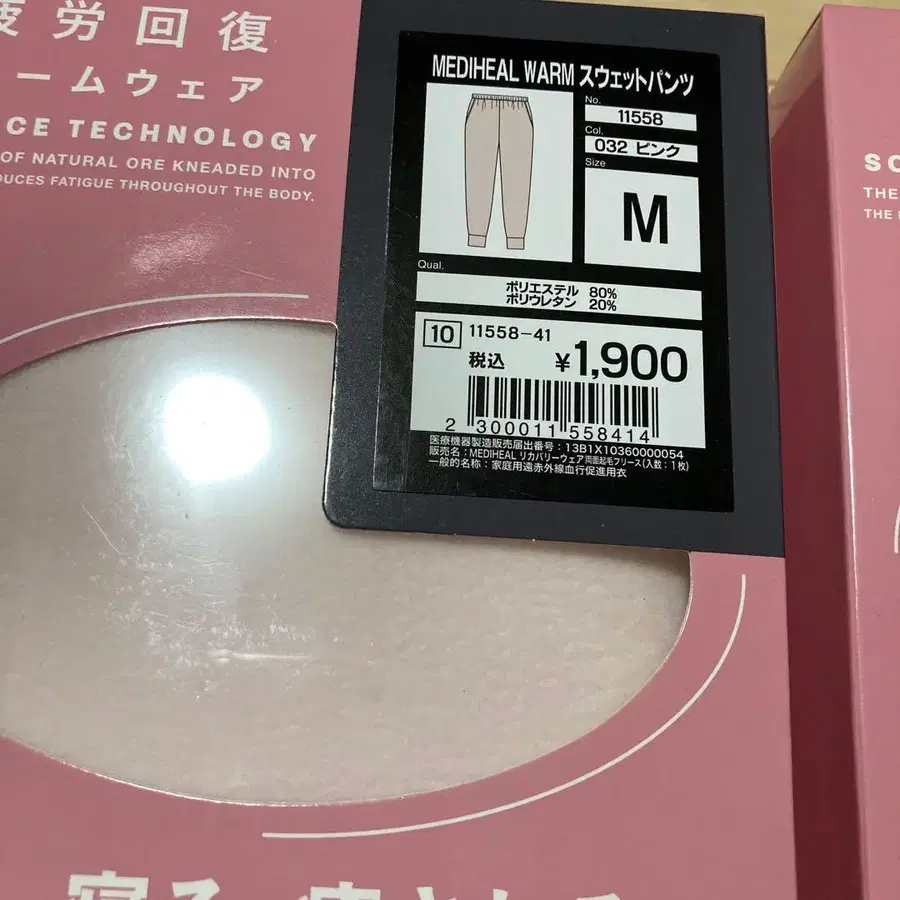 疲労回復
ームウェア
CE TECHNOLOGY
OF NATURAL ORE KNEADED INTO
DUCES FATIGUE THROUGHOUT THE BODY.
MEDIHEAL WARM スウェットパンツ
No.
11558
Col.
032 ピンク
Size
M
Qual.
ポリエステル 80%
ポリウレタン 20%
10 11558-41
税込 ¥1,900
2 300011 558414
医療機器製造販売届出番号：13B1X10360000054
販売名：MEDIHEAL リカバリーウェア両面起毛フリース(入数：1枚)
一般的名称：家庭用遠赤外線血行促進用衣
THE
THE